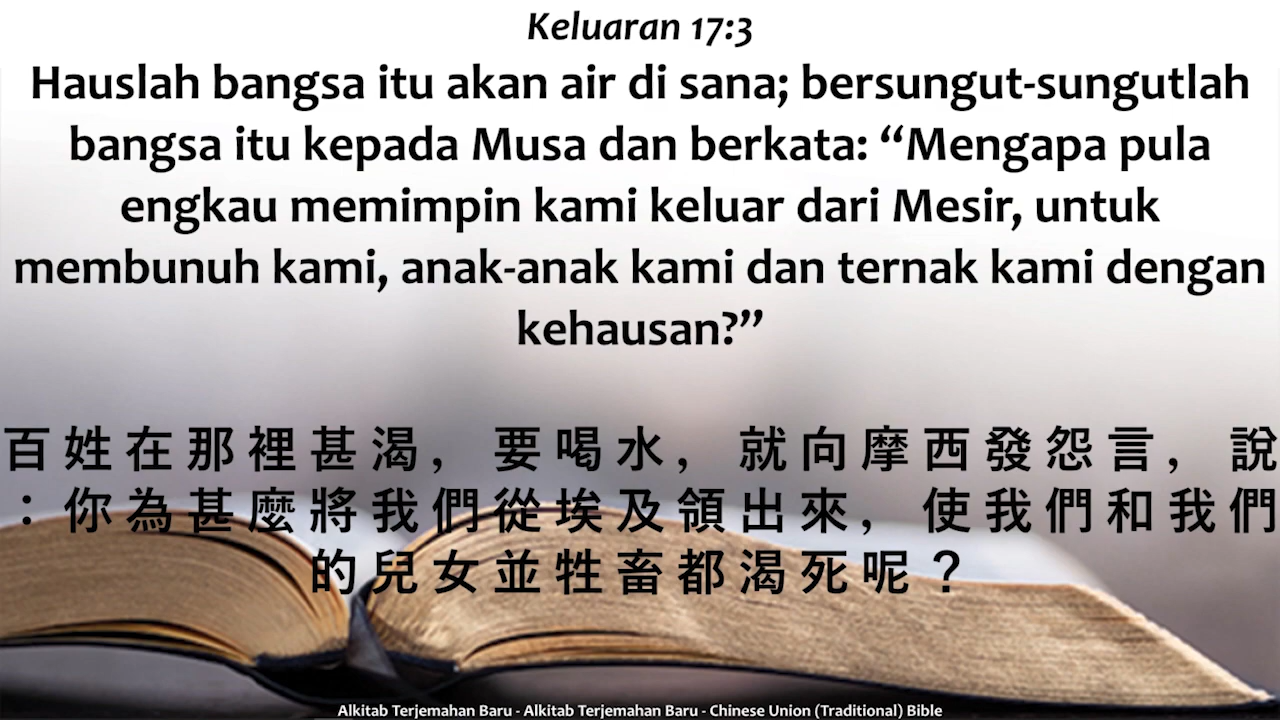 Keluaran 17:3
Hauslah bangsa itu akan air di sana; bersungut-sungutlah
bangsa itu kepada Musa dan berkata: “Mengapa pula
engkau memimpin kami keluar dari Mesir, untuk
membunuh kami, anak-anak kami dan ternak kami dengan
kehausan?”
百姓在那裡甚渴，要喝水，就向摩西發怨言，說
：你為甚麼將我們從埃及領出來，使我們和我們
的兒女並牲畜都渴死呢？
Alkitab Terjemahan Baru - Alkitab Terjemahan Baru - Chinese Union (Traditional) Bible